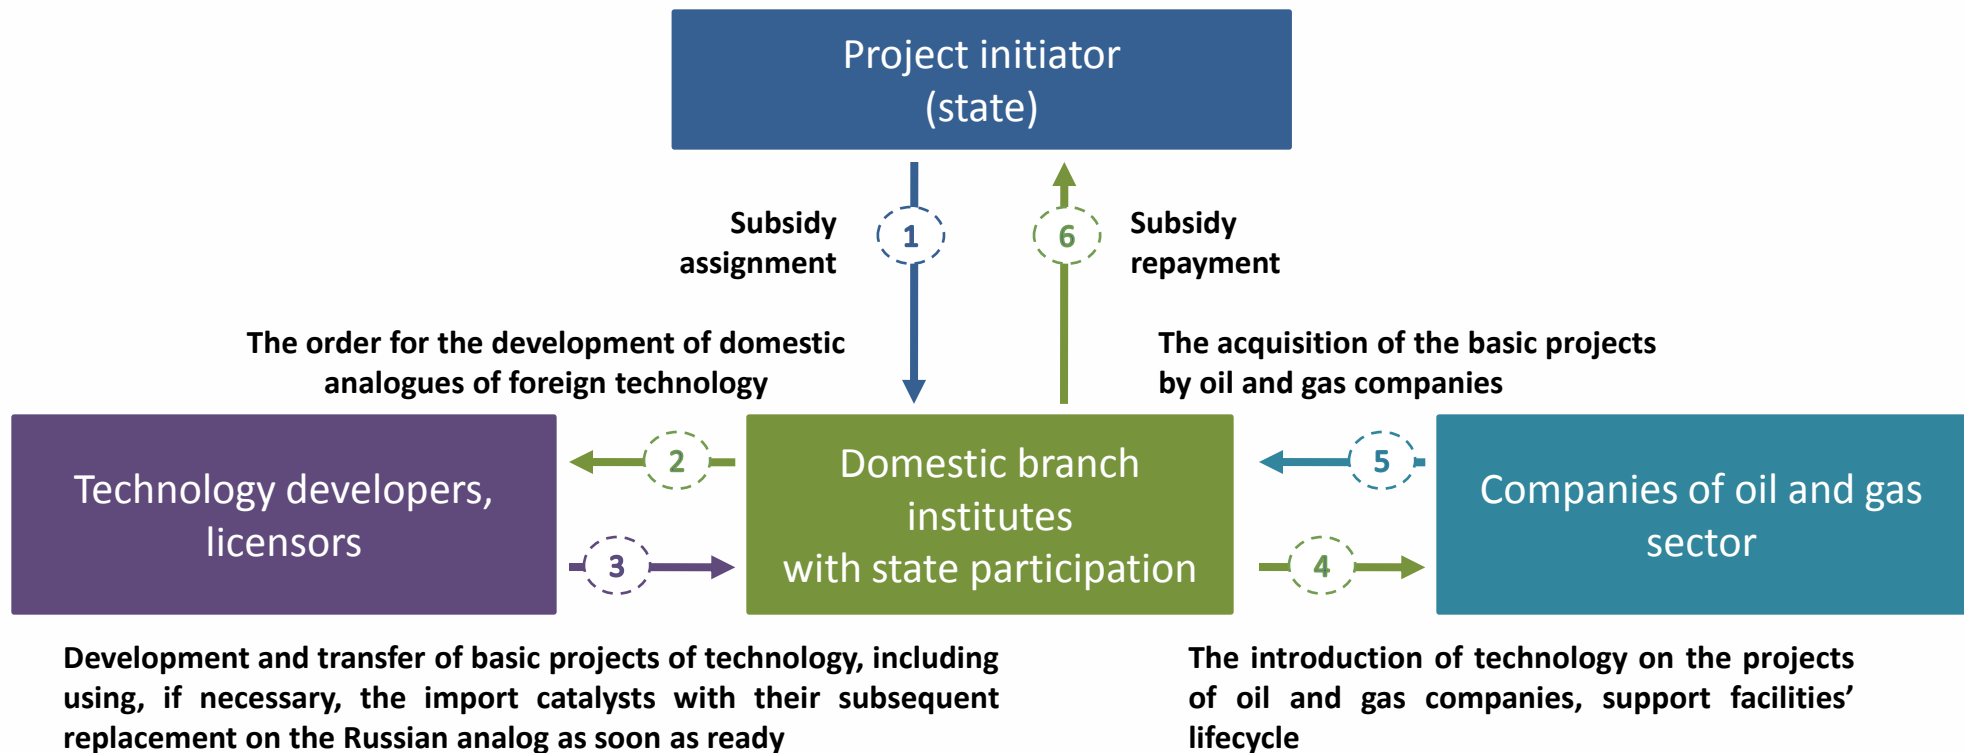 Project initiator
(state)
Subsidy
assignment
1
6
Subsidy
repayment
The order for the development of domestic
analogues of foreign technology
The acquisition of the basic projects
by oil and gas companies
Technology developers,
licensors
2
3
Domestic branch
institutes
with state participation
5
4
Companies of oil and gas
sector
Development and transfer of basic projects of technology, including
using, if necessary, the import catalysts with their subsequent
replacement on the Russian analog as soon as ready
The introduction of technology on the projects
of oil and gas companies, support facilities’
lifecycle